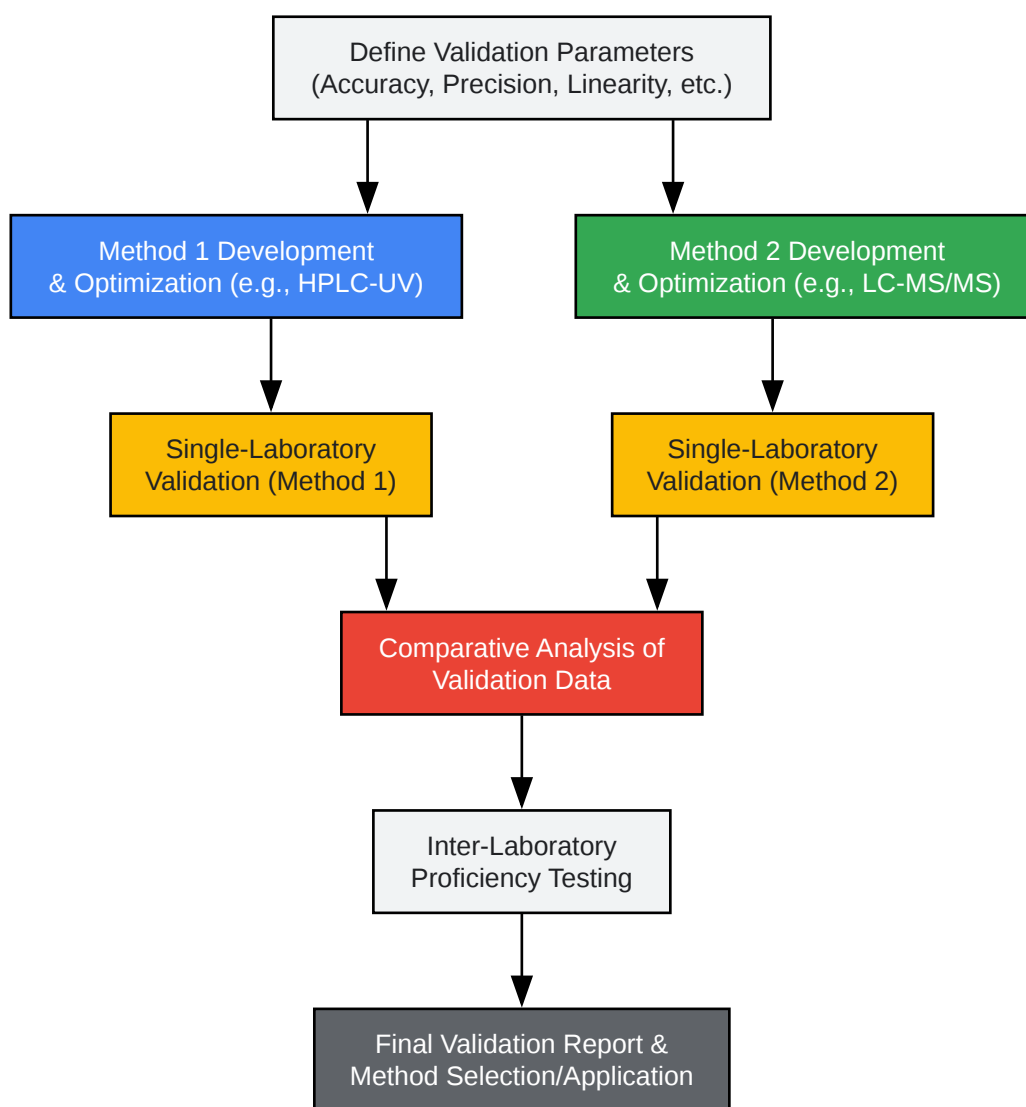 Define Validation Parameters
(Accuracy, Precision, Linearity, etc.)
Method 1 Development
& Optimization (e.g., HPLC-UV)
Method 2 Development
& Optimization (e.g., LC-MS/MS)
Single-Laboratory
Validation (Method 1)
Single-Laboratory
Validation (Method 2)
Comparative Analysis of
Validation Data
Inter-Laboratory
Proficiency Testing
Final Validation Report &
Method Selection/Application